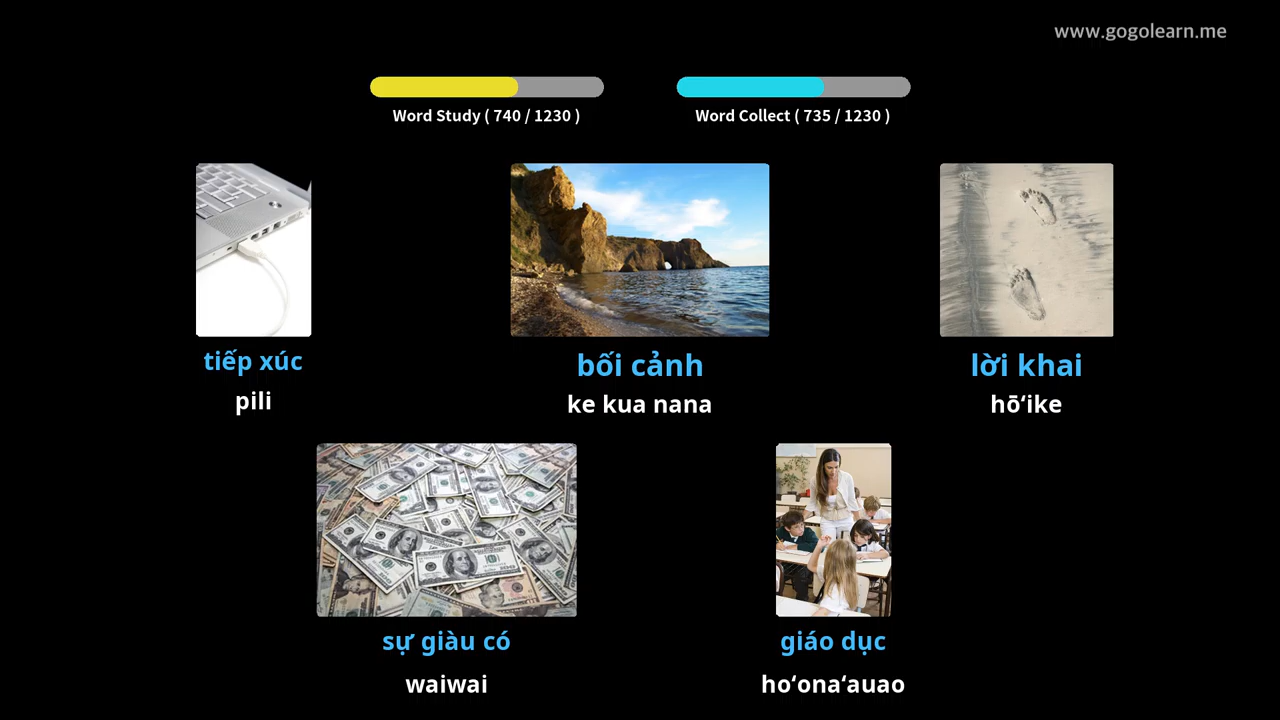 www.gogolearn.me
Word Study ( 740 / 1230 )
Word Collect ( 735 / 1230 )
tiếp xúc
pili
bối cảnh
ke kua nana
lời khai
hōʻike
sự giàu có
waiwai
giáo dục
hoʻonaʻauao